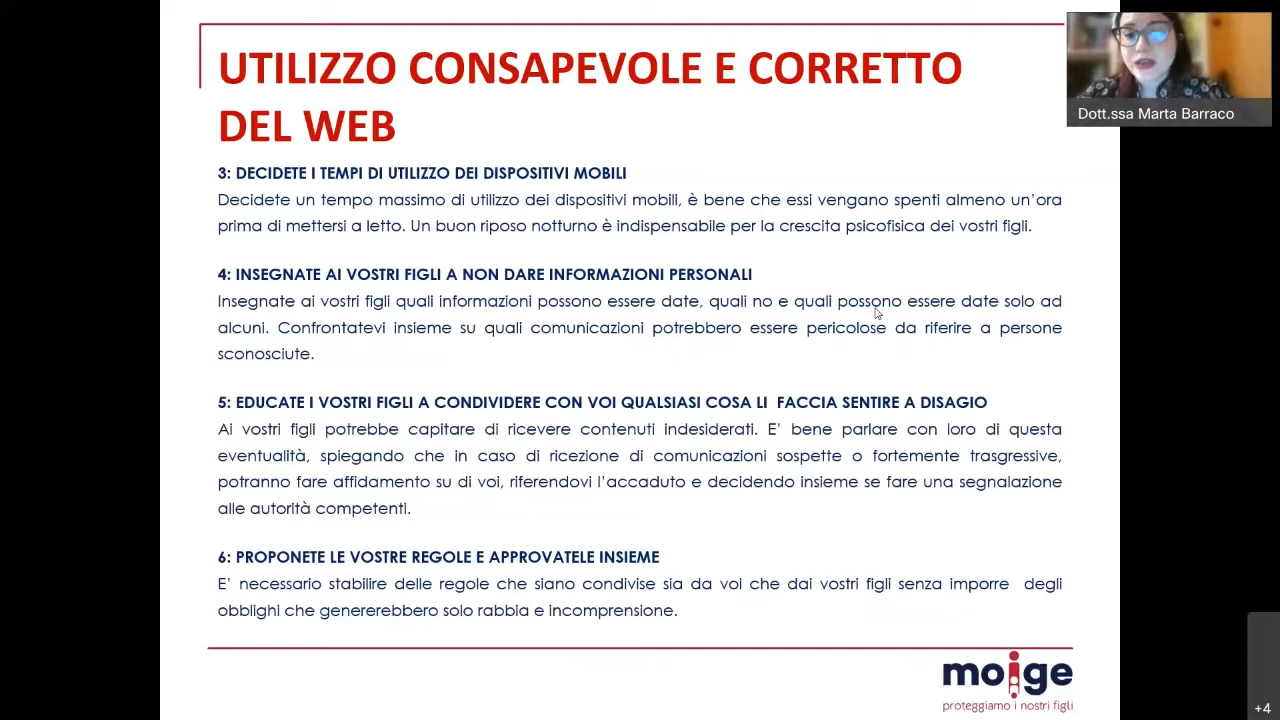 UTILIZZO CONSAPEVOLE E CORRETTO
DEL WEB
Dott.ssa Marta Barraco
3: DECIDETE I TEMPI DI UTILIZZO DEI DISPOSITIVI MOBILI
Decidete un tempo massimo di utilizzo dei dispositivi mobili, è bene che essi vengano spenti almeno un'ora
prima di mettersi a letto. Un buon riposo notturno è indispensabile per la crescita psicofisica dei vostri figli.
4: INSEGNATE AI VOSTRI FIGLI A NON DARE INFORMAZIONI PERSONALI
Insegnate ai vostri figli quali informazioni possono essere date, quali no e quali possono essere date solo ad
alcuni. Confrontatevi insieme su quali comunicazioni potrebbero essere pericolose da riferire a persone
sconosciute.
5: EDUCATE I VOSTRI FIGLI A CONDIVIDERE CON VOI QUALSIASI COSA LI  FACCIA SENTIRE A DISAGIO
Ai vostri figli potrebbe capitare di ricevere contenuti indesiderati. E' bene parlare con loro di questa
eventualità, spiegando che in caso di ricezione di comunicazioni sospette o fortemente trasgressive,
potranno fare affidamento su di voi, riferendovi l'accaduto e decidendo insieme se fare una segnalazione
alle autorità competenti.
6: PROPONETE LE VOSTRE REGOLE E APPROVATELE INSIEME
E' necessario stabilire delle regole che siano condivise sia da voi che dai vostri figli senza imporre  degli
obblighi che genererebbero solo rabbia e incomprensione.
moige
proteggiamo i nostri figli
+4